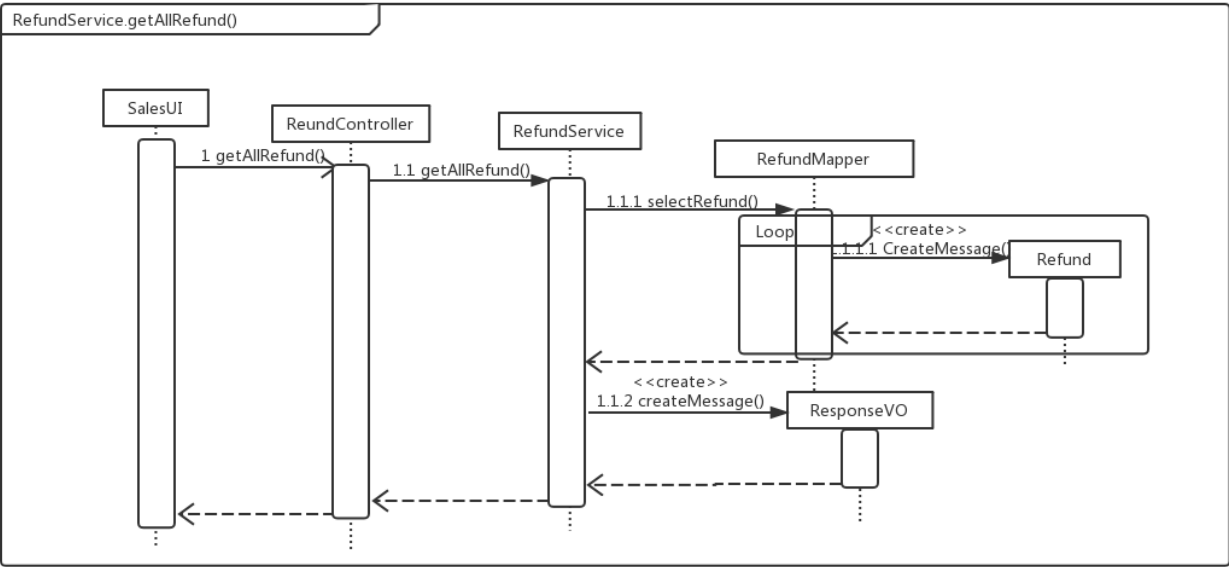 RefundService.getAllRefund()
SalesUI
ReundController
RefundService
RefundMapper
1 getAllRefund()
1.1 getAllRefund()
1.1.1 selectRefund()
Loop
<<create>>
1.1.1.1 CreateMessage()
Refund
<<create>>
1.1.2 createMessage()
ResponseVO